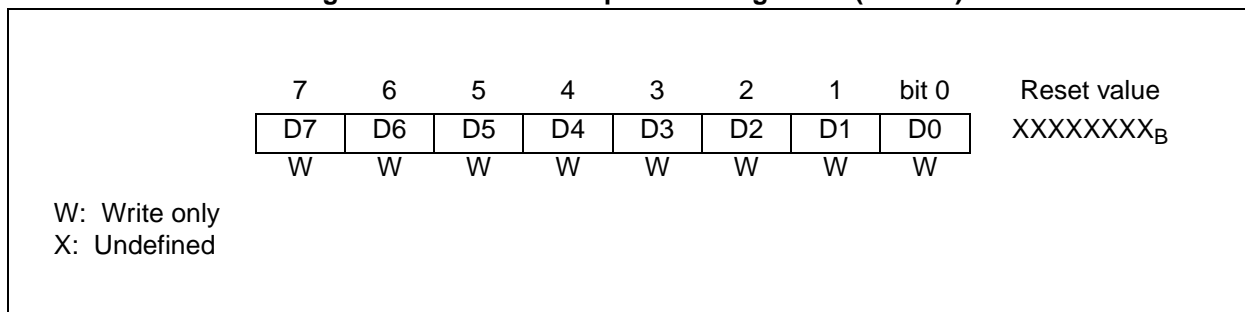 7 6 5 4 3 2 1 bit 0 Reset value
D7 D6 D5 D4 D3 D2 D1 D0 XXXXXXXXB
W W W W W W W W
W: Write only
X: Undefined